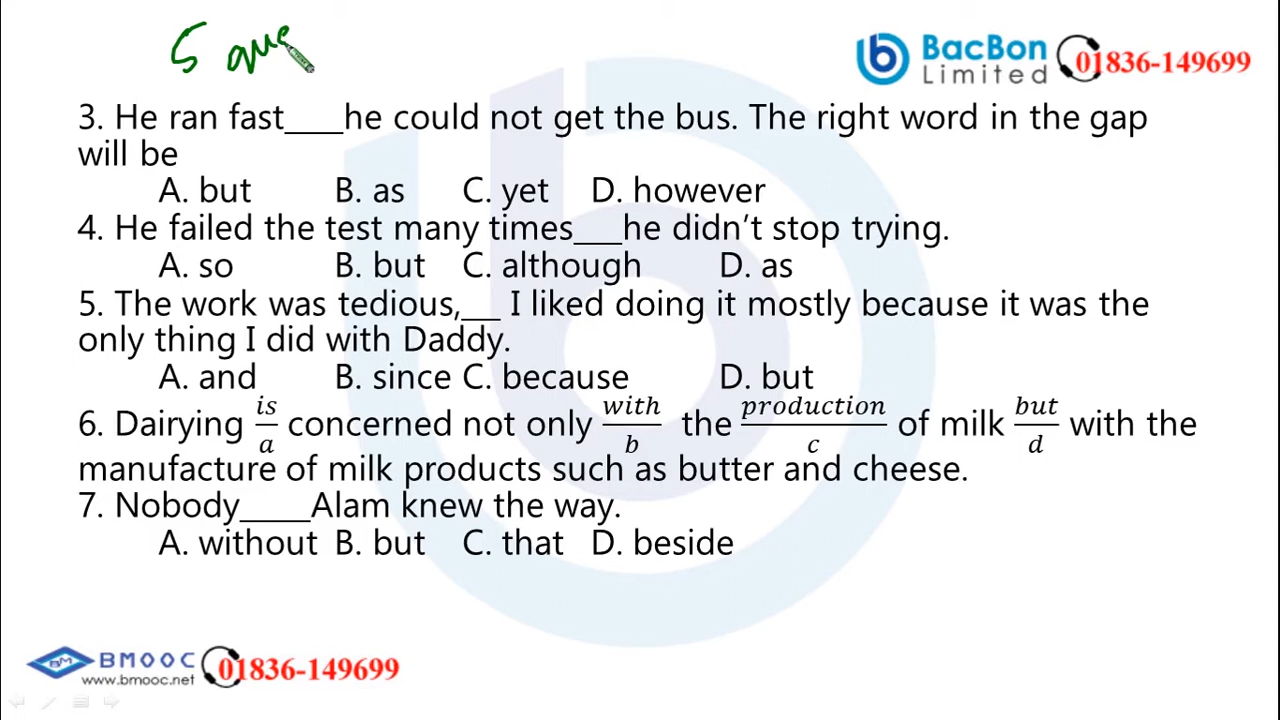 5 que
BacBon
Limited
01836-149699
3. He ran fast____he could not get the bus. The right word in the gap
will be
A. but B. as C. yet D. however
4. He failed the test many times___he didn’t stop trying.
A. so B. but C. although D. as
5. The work was tedious,__ I liked doing it mostly because it was the
only thing I did with Daddy.
A. and B. since C. because D. but
6. Dairying is/a concerned not only with/b the production/c of milk but/d with the
manufacture of milk products such as butter and cheese.
7. Nobody____Alam knew the way.
A. without B. but C. that D. beside
BM
BMOOC
www.bmooc.net
01836-149699